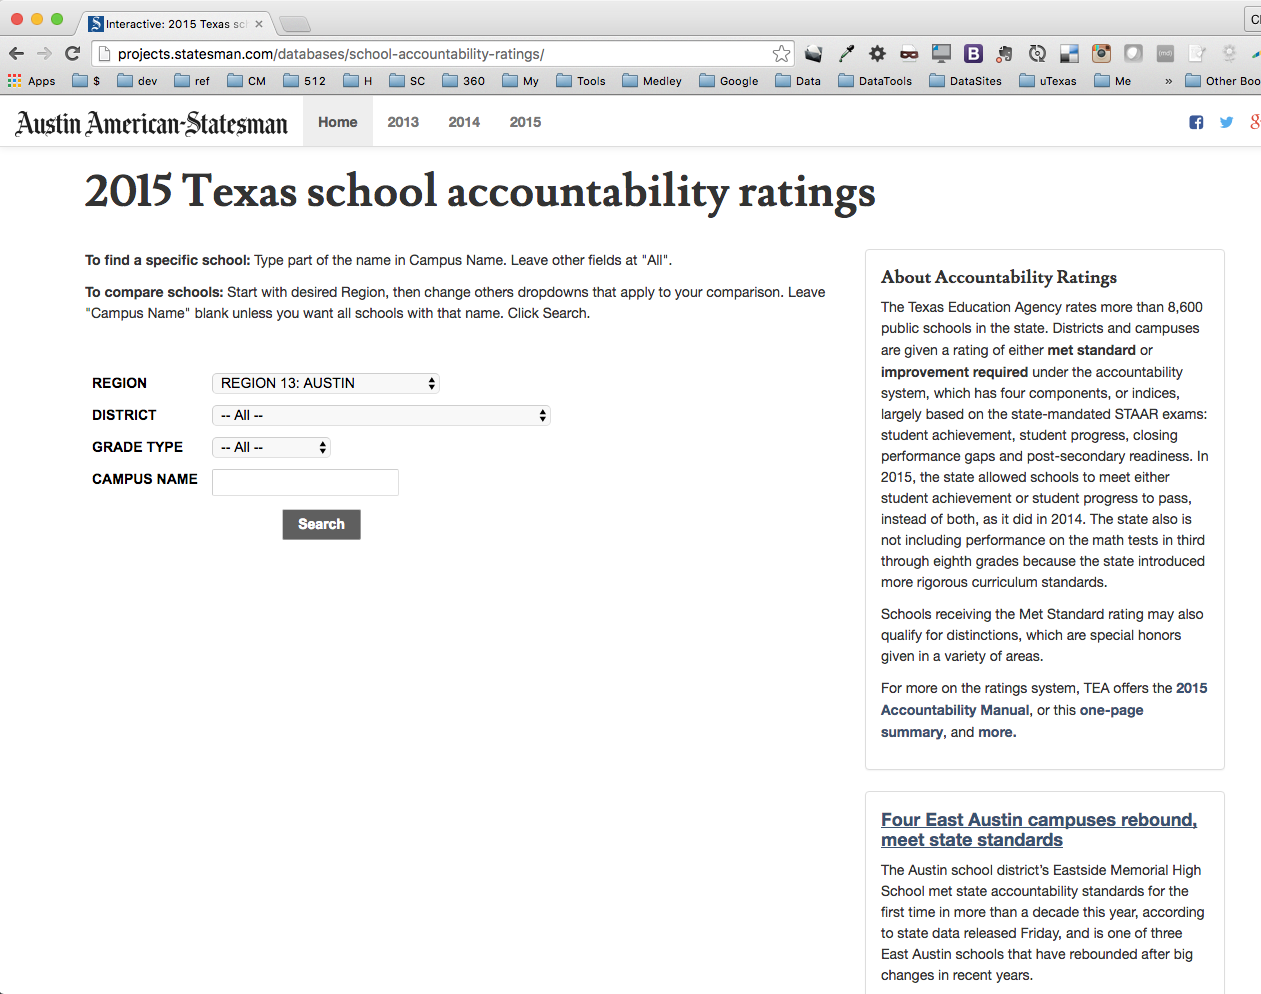 Interactive: 2015 Texas sc
projects.statesman.com/databases/school-accountability-ratings/
Apps $ dev ref CM 512 H SC 360 My Tools Medley Google Data DataTools DataSites uTexas Me » Other Boo
Austin American-Statesman Home 2013 2014 2015
2015 Texas school accountability ratings
To find a specific school: Type part of the name in Campus Name. Leave other fields at "All".
To compare schools: Start with desired Region, then change others dropdowns that apply to your comparison. Leave
"Campus Name" blank unless you want all schools with that name. Click Search.
REGION REGION 13: AUSTIN
DISTRICT -- All --
GRADE TYPE -- All --
CAMPUS NAME
Search
About Accountability Ratings
The Texas Education Agency rates more than 8,600
public schools in the state. Districts and campuses
are given a rating of either met standard or
improvement required under the accountability
system, which has four components, or indices,
largely based on the state-mandated STAAR exams:
student achievement, student progress, closing
performance gaps and post-secondary readiness. In
2015, the state allowed schools to meet either
student achievement or student progress to pass,
instead of both, as it did in 2014. The state also is
not including performance on the math tests in third
through eighth grades because the state introduced
more rigorous curriculum standards.
Schools receiving the Met Standard rating may also
qualify for distinctions, which are special honors
given in a variety of areas.
For more on the ratings system, TEA offers the 2015
Accountability Manual, or this one-page
summary, and more.
Four East Austin campuses rebound,
meet state standards
The Austin school district's Eastside Memorial High
School met state accountability standards for the
first time in more than a decade this year, according
to state data released Friday, and is one of three
East Austin schools that have rebounded after big
changes in recent years.